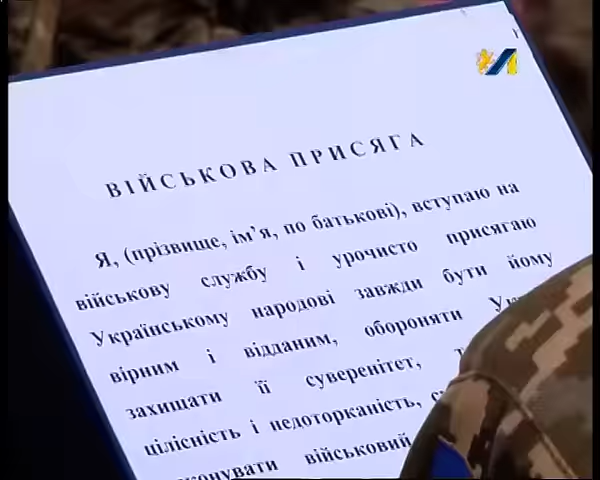 ВІЙСЬКОВА ПРИСЯГА
Я, (прізвище, ім’я, по батькові), вступаю на
військову службу і урочисто присягаю
Українському народові завжди бути йому
вірним і відданим, обороняти
захищати її суверенітет,
цілісність і недоторканість,
військовий